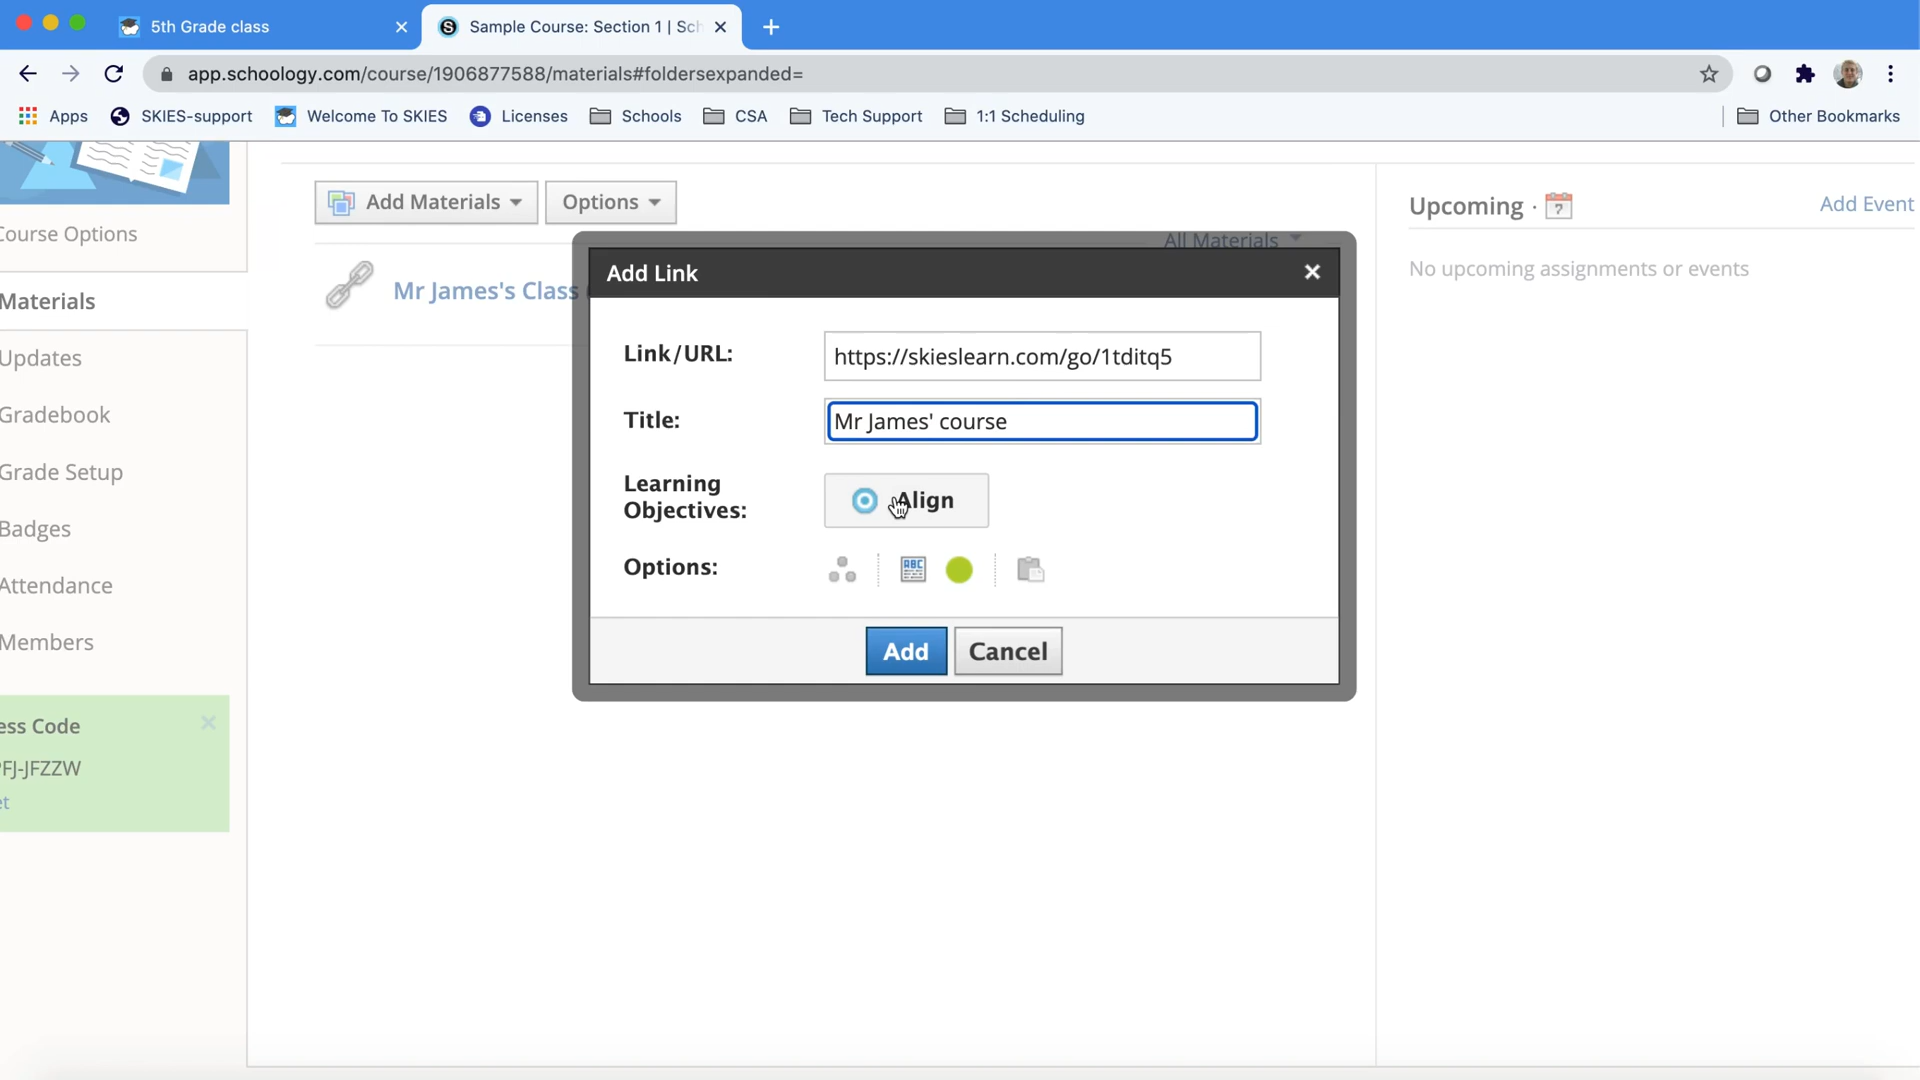 5th Grade class
Sample Course: Section 1 | Sch
app.schoology.com/course/1906877588/materials#foldersexpanded=
Apps
SKIES-support
Welcome To SKIES
Licenses
Schools
CSA
Tech Support
1:1 Scheduling
Other Bookmarks
Add Materials
Options
Upcoming ·
Add Event
No upcoming assignments or events
Course Options
Materials
Updates
Gradebook
Grade Setup
Badges
Attendance
Members
ess Code
FJ-JFZZW
et
All Materials
Mr James's Class
Add Link
Link/URL:
https://skieslearn.com/go/1tditq5
Title:
Mr James' course
Learning
Objectives:
Align
Options:
ABC
Add
Cancel